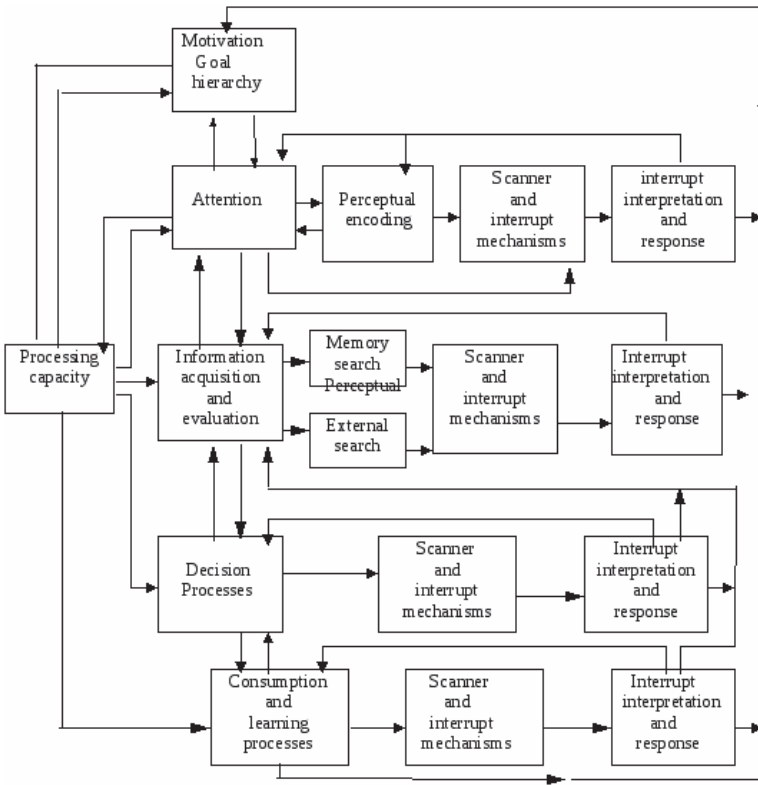 Motivation
Goal
hierarchy
Attention
Perceptual
encoding
Scanner
and
interrupt
mechanisms
interrupt
interpretation
and
response
Processing
capacity
Information
acquisition
and
evaluation
Memory
search
Perceptual
External
search
Scanner
and
interrupt
mechanisms
Interrupt
interpretation
and
response
Decision
Processes
Scanner
and
interrupt
mechanisms
Interrupt
interpretation
and
response
Consumption
and
learning
processes
Scanner
and
interrupt
mechanisms
Interrupt
interpretation
and
response